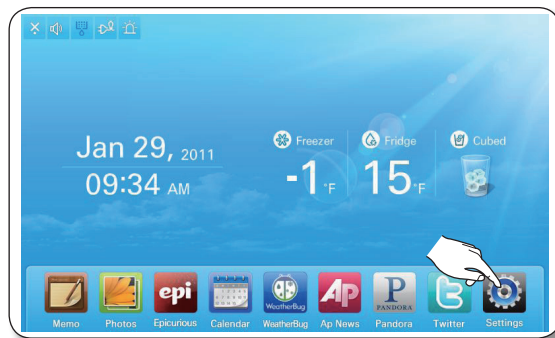 Freezer
Fridge
Cubed
Jan 29, 2011
-1 °F
15 °F
09:34 AM
epi
WeatherBug
AP
P
PANDORA
Memo
Photos
Epicurious
Calendar
WeatherBug
Ap News
Pandora
Twitter
Settings